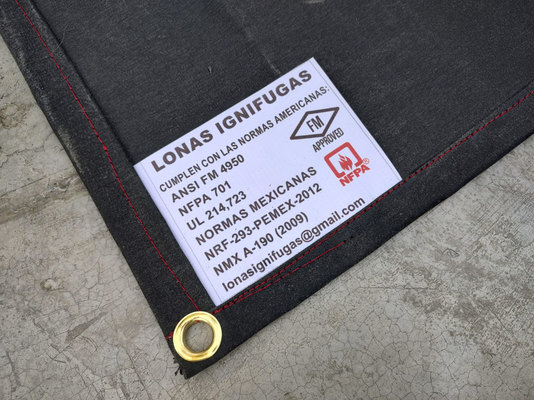 LONAS IGNIFUGAS
CUMPLEN CON LAS NORMAS AMERICANAS:
ANSI FM 4950
NFPA 701
UL 214,723
NORMAS MEXICANAS
NRF-293-PEMEX-2012
NMX A-190 (2009)
lonasignifugas@gmail.com
FM
APPROVED
NFPA®